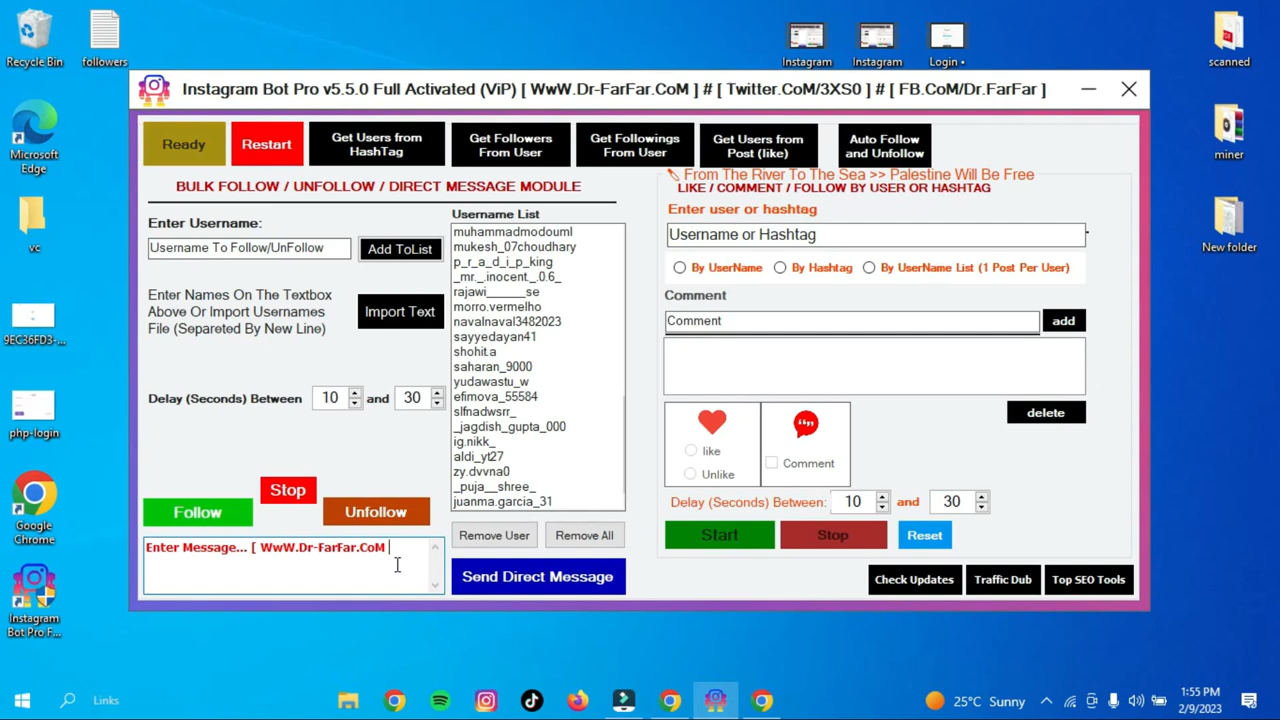 Recycle Bin
followers
Instagram
Instagram
Login •
scanned
Instagram Bot Pro v5.5.0 Full Activated (ViP) [ WwW.Dr-FarFar.CoM ] # [ Twitter.CoM/3XS0 ] # [ FB.CoM/Dr.FarFar ]
Ready
Restart
Get Users from
HashTag
Get Followers
From User
Get Followings
From User
Get Users from
Post (like)
Auto Follow
and Unfollow
Microsoft
Edge
miner
From The River To The Sea >> Palestine Will Be Free
BULK FOLLOW / UNFOLLOW / DIRECT MESSAGE MODULE
LIKE / COMMENT / FOLLOW BY USER OR HASHTAG
Enter Username:
Username To Follow/UnFollow
Add ToList
Enter Names On The Textbox
Above Or Import Usernames
File (Separeted By New Line)
Import Text
Delay (Seconds) Between
10
and
30
Stop
Follow
Unfollow
Enter Message... [ WwW.Dr-FarFar.CoM
Username List
muhammadmodouml
mukesh_07choudhary
p_r_a_d_i_p_king
_mr._.inocent._.0.6_
rajawi______se
morro.vermelho
navalnaval3482023
sayyedayan41
shohit.a
saharan_9000
yudawastu_w
efimova_55584
slfnadwsrr_
_jagdish_gupta_000
ig.nikk_
aldi_yt27
zy.dvvna0
_puja__shree_
juanma.garcia_31
Remove User
Remove All
Send Direct Message
Enter user or hashtag
Username or Hashtag
By UserName
By Hashtag
By UserName List (1 Post Per User)
Comment
Comment
add
delete
like
Unlike
Comment
Delay (Seconds) Between:
10
and
30
Start
Stop
Reset
Check Updates
Traffic Dub
Top SEO Tools
vc
New folder
9EC36FD3-...
php-login
Google
Chrome
Instagram
Bot Pro F...
Links
25°C Sunny
1:55 PM
2/9/2023